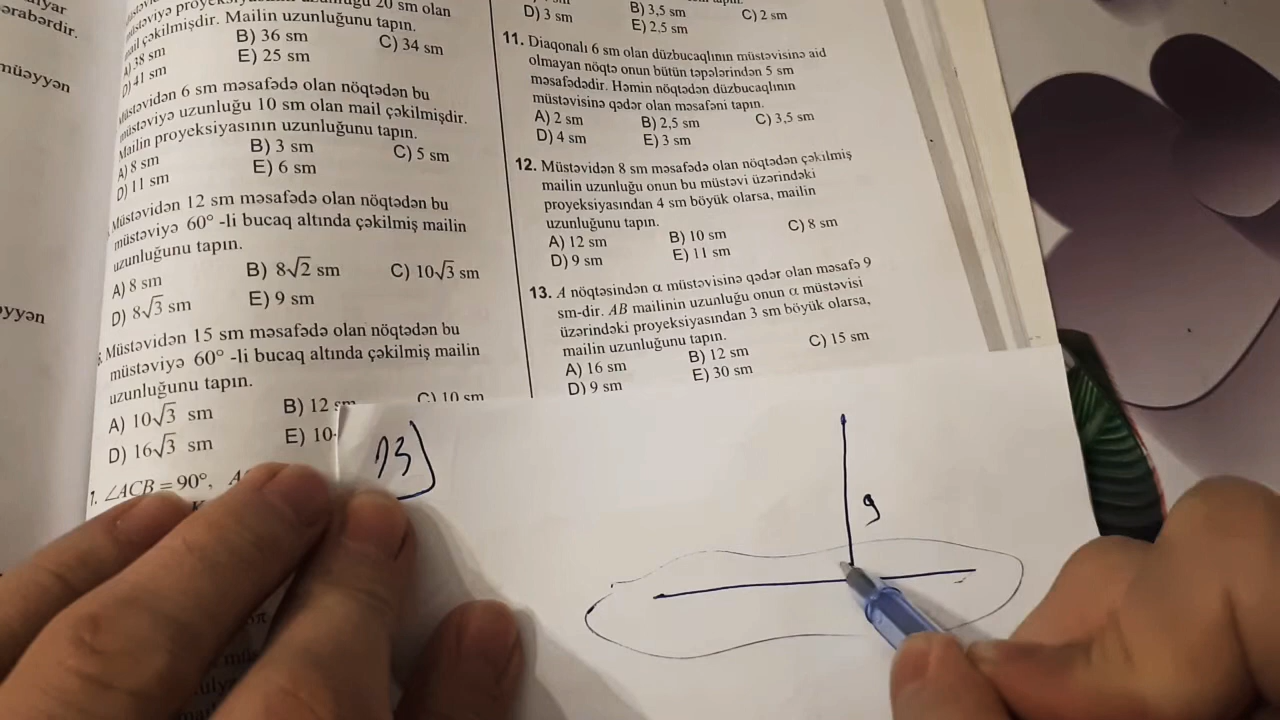 yar
ərabərdir.
müəyyən
yyən
20 sm olan
çəkilmişdir. Mailin uzunluğunu tapın.
A) 38 sm B) 36 sm C) 34 sm
D) 41 sm E) 25 sm
Müstəvidən 6 sm məsafədə olan nöqtədən bu
müstəviyə uzunluğu 10 sm olan mail çəkilmişdir.
Mailin proyeksiyasının uzunluğunu tapın.
A) 8 sm B) 3 sm C) 5 sm
D) 11 sm E) 6 sm
Müstəvidən 12 sm məsafədə olan nöqtədən bu
müstəviyə 60° -li bucaq altında çəkilmiş mailin
uzunluğunu tapın.
A) 8 sm B) 8√2 sm C) 10√3 sm
D) 8√3 sm E) 9 sm
Müstəvidən 15 sm məsafədə olan nöqtədən bu
müstəviyə 60° -li bucaq altında çəkilmiş mailin
uzunluğunu tapın.
A) 10√3 sm B) 12 sm C) 10 sm
D) 16√3 sm E) 10
7. ∠ACB = 90°, A
D) 3 sm B) 3,5 sm C) 2 sm
E) 2,5 sm
11. Diaqonalı 6 sm olan düzbucaqlının müstəvisinə aid
olmayan nöqtə onun bütün təpələrindən 5 sm
məsafədədir. Həmin nöqtədən düzbucaqlının
müstəvisinə qədər olan məsafəni tapın.
A) 2 sm B) 2,5 sm C) 3,5 sm
D) 4 sm E) 3 sm
12. Müstəvidən 8 sm məsafədə olan nöqtədən çəkilmiş
mailin uzunluğu onun bu müstəvi üzərindəki
proyeksiyasından 4 sm böyük olarsa, mailin
uzunluğunu tapın.
A) 12 sm B) 10 sm C) 8 sm
D) 9 sm E) 11 sm
13. A nöqtəsindən α müstəvisinə qədər olan məsafə 9
sm-dir. AB mailinin uzunluğu onun α müstəvisi
üzərindəki proyeksiyasından 3 sm böyük olarsa,
mailin uzunluğunu tapın.
A) 16 sm B) 12 sm C) 15 sm
D) 9 sm E) 30 sm
13)
9